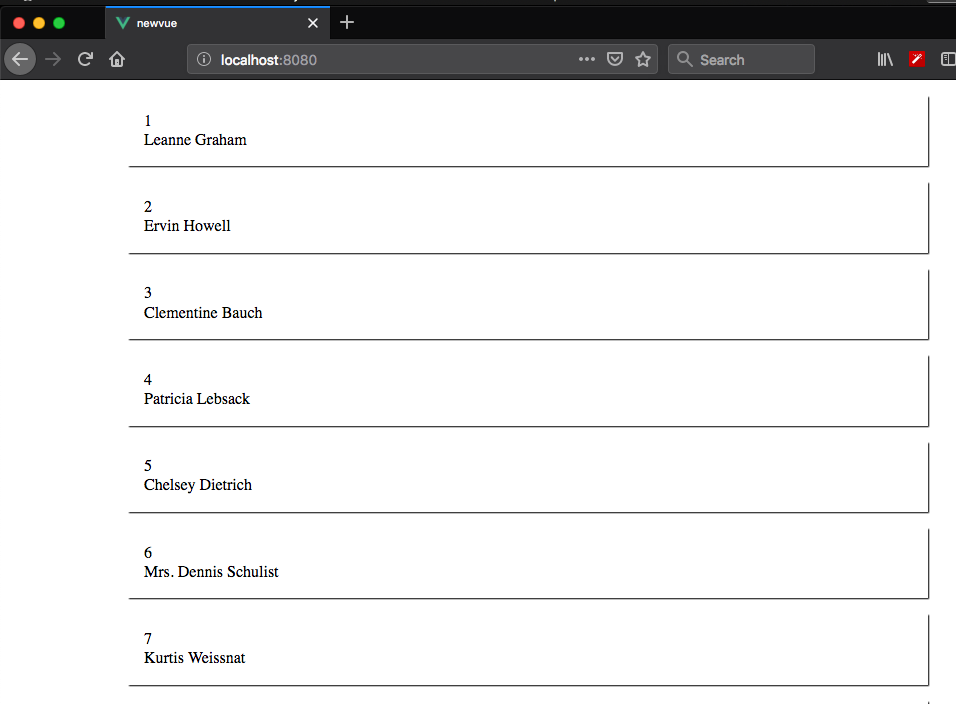 newvue
localhost:8080
Search
1
Leanne Graham
2
Ervin Howell
3
Clementine Bauch
4
Patricia Lebsack
5
Chelsey Dietrich
6
Mrs. Dennis Schulist
7
Kurtis Weissnat